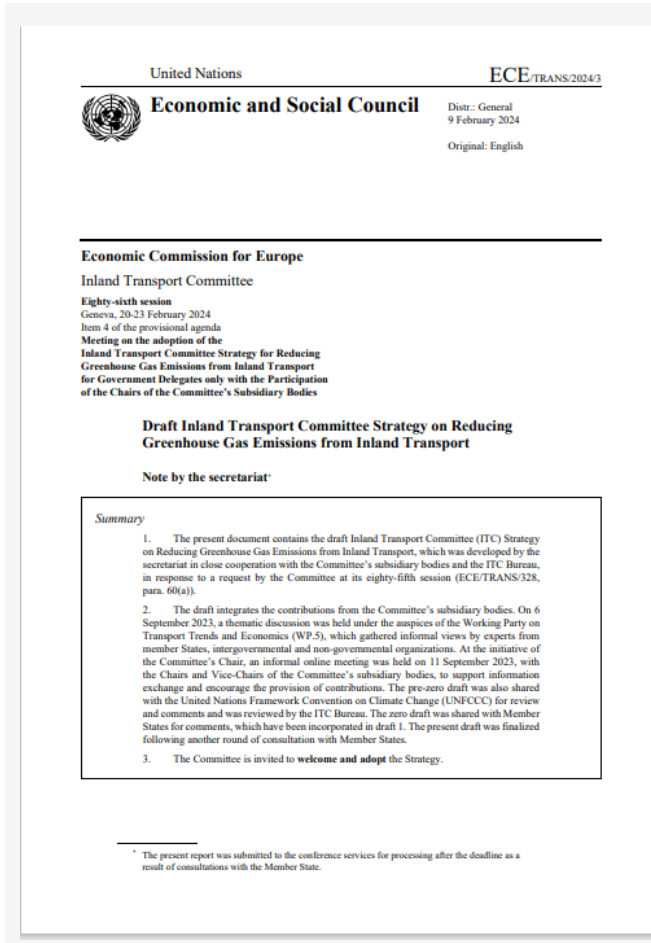 United Nations
ECE/TRANS/2024/3
Economic and Social Council
Distr.: General
9 February 2024
Original: English
Economic Commission for Europe
Inland Transport Committee
Eighty-sixth session
Geneva, 20-23 February 2024
Item 4 of the provisional agenda
Meeting on the adoption of the
Inland Transport Committee Strategy for Reducing
Greenhouse Gas Emissions from Inland Transport
for Government Delegates only with the Participation
of the Chairs of the Committee's Subsidiary Bodies
Draft Inland Transport Committee Strategy on Reducing
Greenhouse Gas Emissions from Inland Transport
Note by the secretariat*
Summary
1. The present document contains the draft Inland Transport Committee (ITC) Strategy
on Reducing Greenhouse Gas Emissions from Inland Transport, which was developed by the
secretariat in close cooperation with the Committee's subsidiary bodies and the ITC Bureau,
in response to a request by the Committee at its eighty-fifth session (ECE/TRANS/328,
para. 60(a)).
2. The draft integrates the contributions from the Committee's subsidiary bodies. On 6
September 2023, a thematic discussion was held under the auspices of the Working Party on
Transport Trends and Economics (WP.5), which gathered informal views by experts from
member States, intergovernmental and non-governmental organizations. At the initiative of
the Committee's Chair, an informal online meeting was held on 11 September 2023, with
the Chairs and Vice-Chairs of the Committee's subsidiary bodies, to support information
exchange and encourage the provision of contributions. The pre-zero draft was also shared
with the United Nations Framework Convention on Climate Change (UNFCCC) for review
and comments and was reviewed by the ITC Bureau. The zero draft was shared with Member
States for comments, which have been incorporated in draft 1. The present draft was finalized
following another round of consultation with Member States.
3. The Committee is invited to welcome and adopt the Strategy.
* The present report was submitted to the conference services for processing after the deadline as a
result of consultations with the Member State.